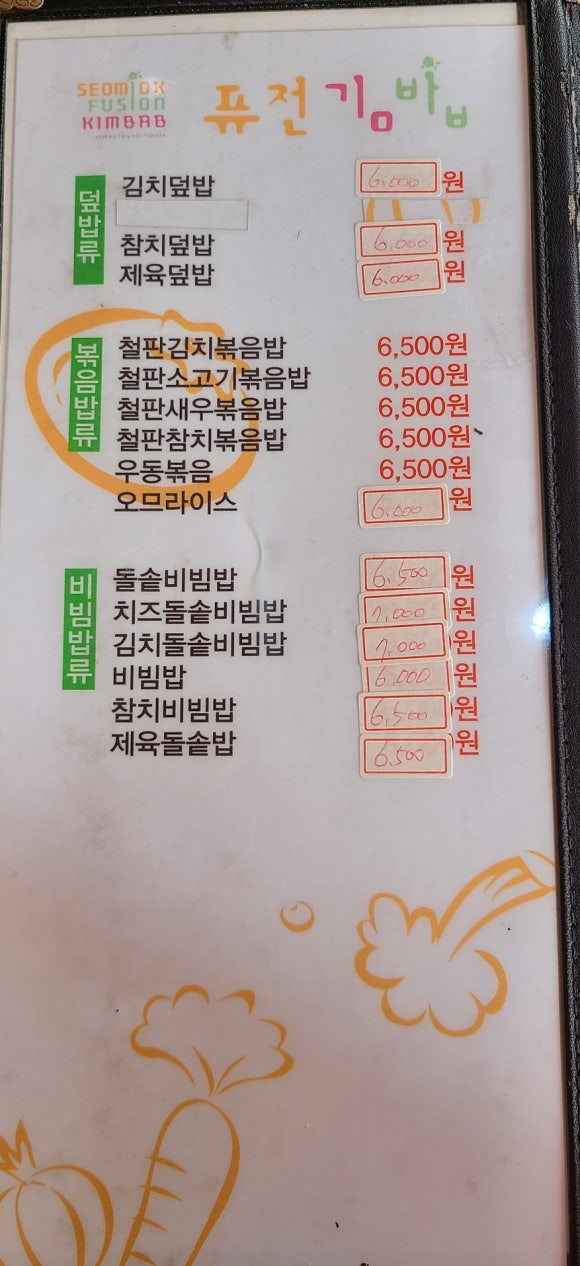 SEOMJOK
FUSION
KIMBAB
퓨전김밥
덮밥류
김치덮밥 6.000원
참치덮밥 6.000원
제육덮밥 6.000원
볶음밥류
철판김치볶음밥 6,500원
철판소고기볶음밥 6,500원
철판새우볶음밥 6,500원
철판참치볶음밥 6,500원
우동볶음 6,500원
오므라이스 6.000원
비빔밥류
돌솥비빔밥 6.500원
치즈돌솥비빔밥 7,000원
김치돌솥비빔밥 7,000원
비빔밥 6,000원
참치비빔밥 6,500원
제육돌솥밥 6.500원